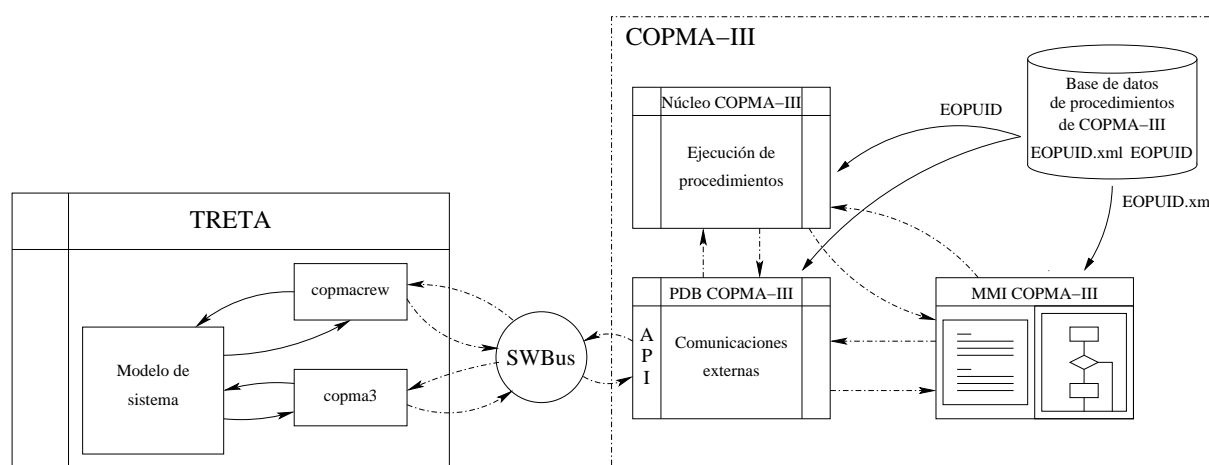 COPMA–III
Núcleo COPMA–III
Ejecución de
procedimientos
EOPUID
Base de datos
de procedimientos
de COPMA–III
EOPUID.xml EOPUID
EOPUID.xm
TRETA
copmacrew
Modelo de
sistema
copma3
SWBus
PDB COPMA–III
A
P
I
Comunicaciones
externas
MMI COPMA–III